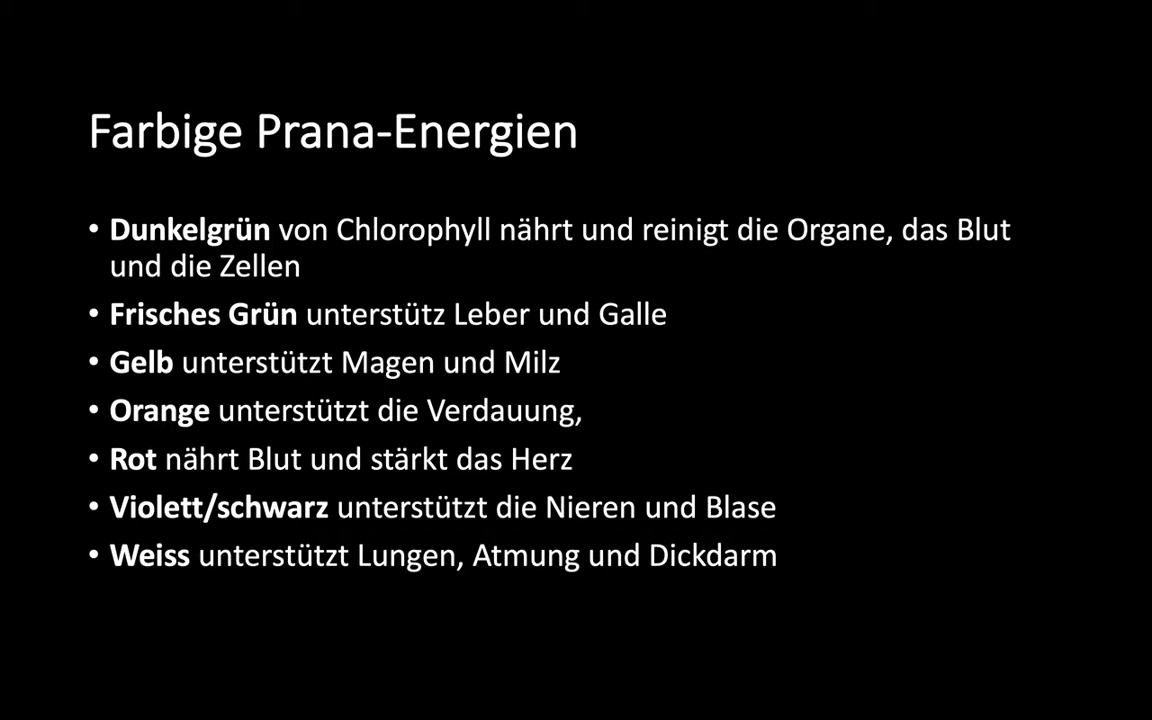 Farbige Prana-Energien
• Dunkelgrün von Chlorophyll nährt und reinigt die Organe, das Blut
und die Zellen
• Frisches Grün unterstütz Leber und Galle
• Gelb unterstützt Magen und Milz
• Orange unterstützt die Verdauung,
• Rot nährt Blut und stärkt das Herz
• Violett/schwarz unterstützt die Nieren und Blase
• Weiss unterstützt Lungen, Atmung und Dickdarm